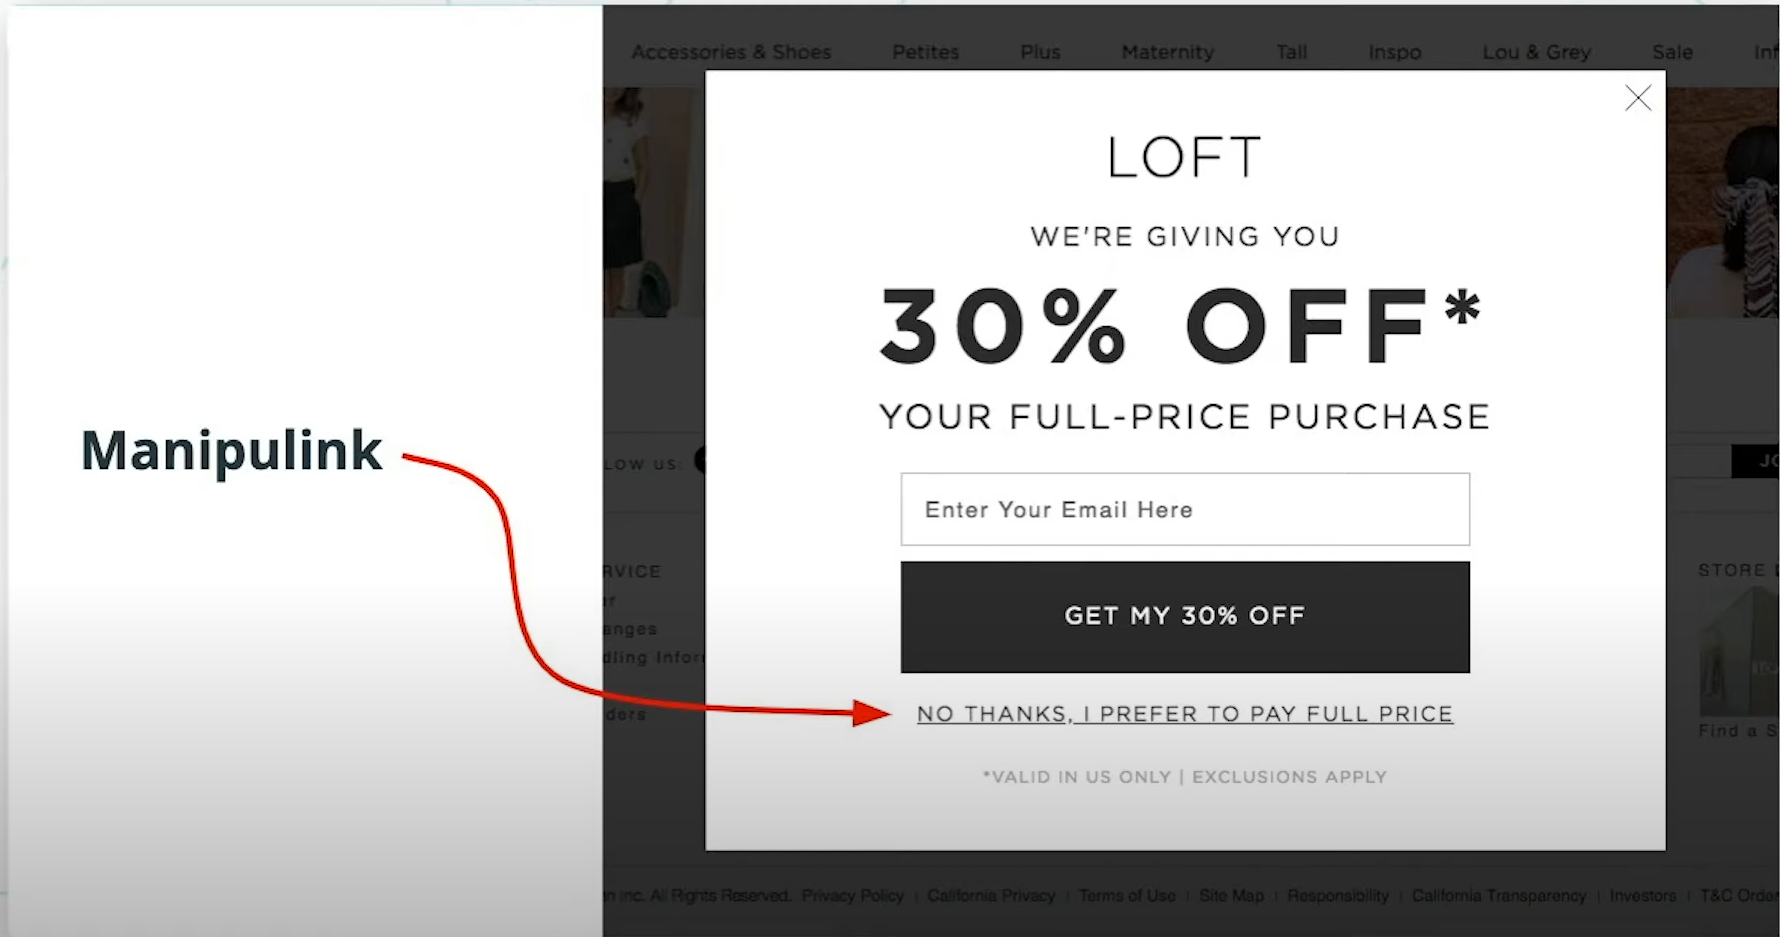 Accessories & Shoes Petites Plus Maternity Tall Inspo Lou & Grey Sale Inf
LOFT
WE'RE GIVING YOU
30% OFF*
YOUR FULL-PRICE PURCHASE
Manipulink
LOW US:
JO
Enter Your Email Here
RVICE
STORE
anges
GET MY 30% OFF
dling Infor
ders
NO THANKS, I PREFER TO PAY FULL PRICE
Find a S
*VALID IN US ONLY | EXCLUSIONS APPLY
n Inc. All Rights Reserved. Privacy Policy | California Privacy | Terms of Use | Site Map | Responsibility | California Transparency | Investors | T&C Order